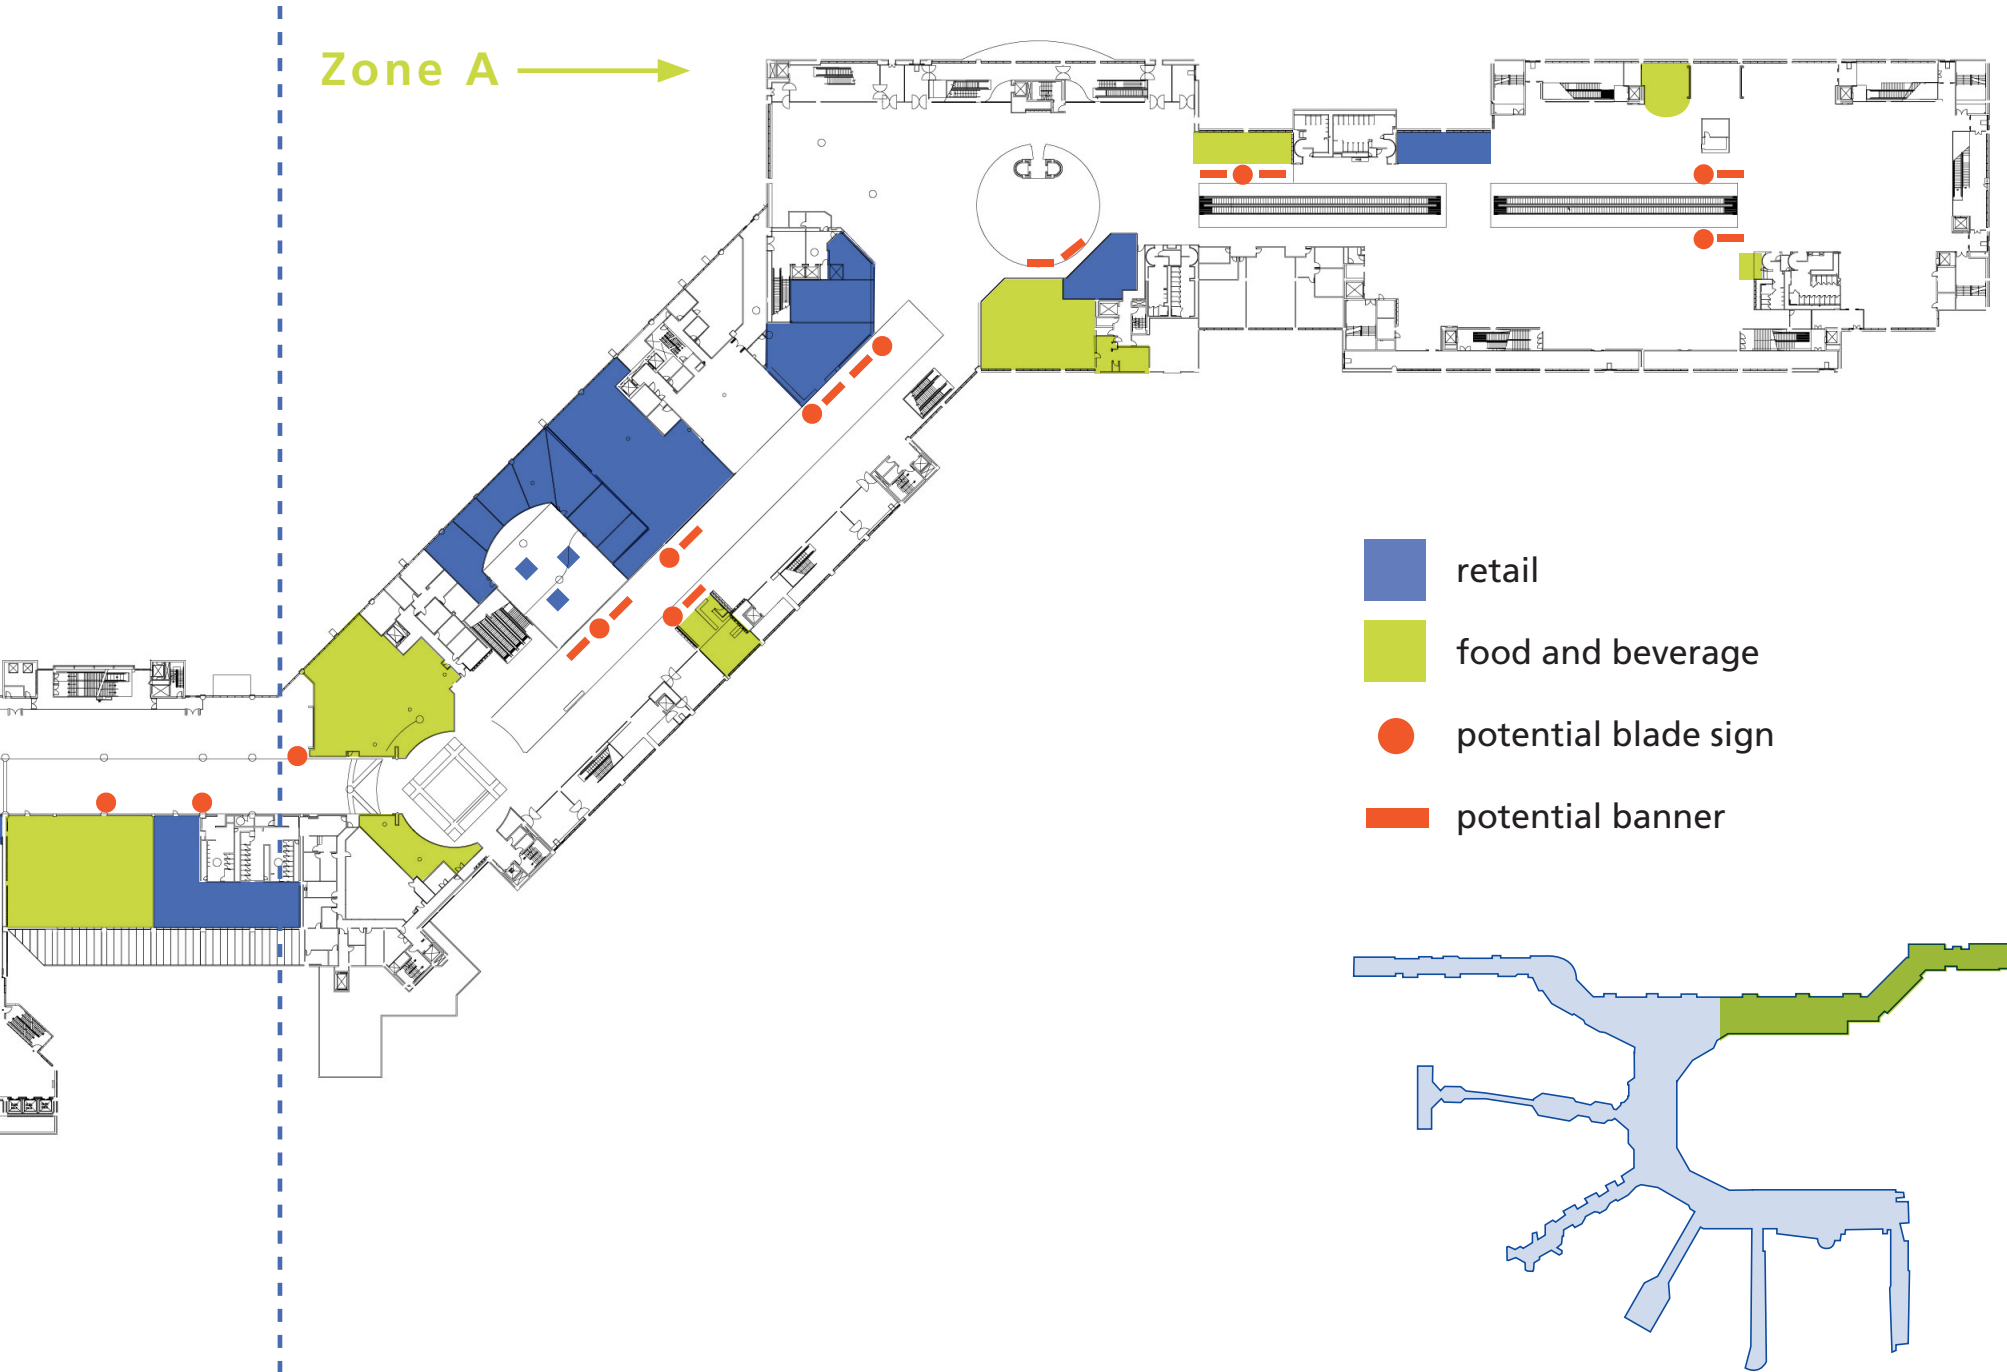 Zone A
retail
food and beverage
potential blade sign
potential banner